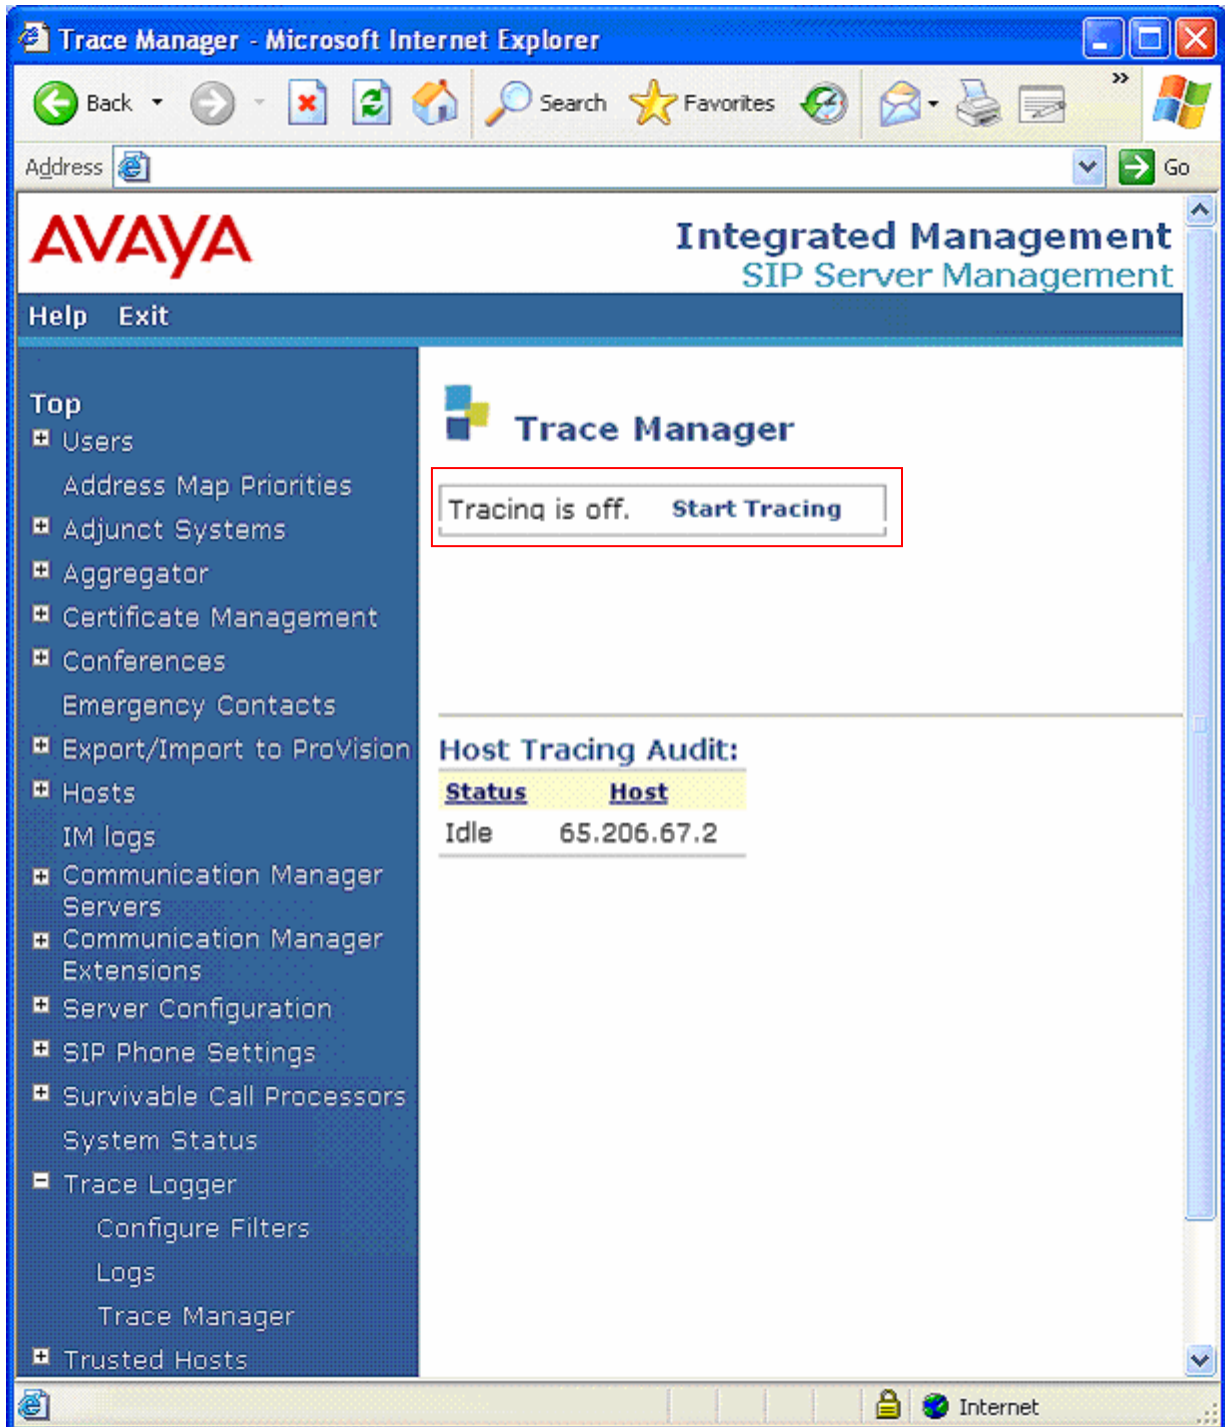 Trace Manager - Microsoft Internet Explorer
Back
Search
Favorites
»
Address
Go
AVAYA
Integrated Management
SIP Server Management
Help Exit
Top
Users
Address Map Priorities
Adjunct Systems
Aggregator
Certificate Management
Conferences
Emergency Contacts
Export/Import to ProVision
Hosts
IM logs
Communication Manager
Servers
Communication Manager
Extensions
Server Configuration
SIP Phone Settings
Survivable Call Processors
System Status
Trace Logger
Configure Filters
Logs
Trace Manager
Trusted Hosts
Trace Manager
Tracing is off. Start Tracing
Host Tracing Audit:
Status Host
Idle 65.206.67.2
Internet